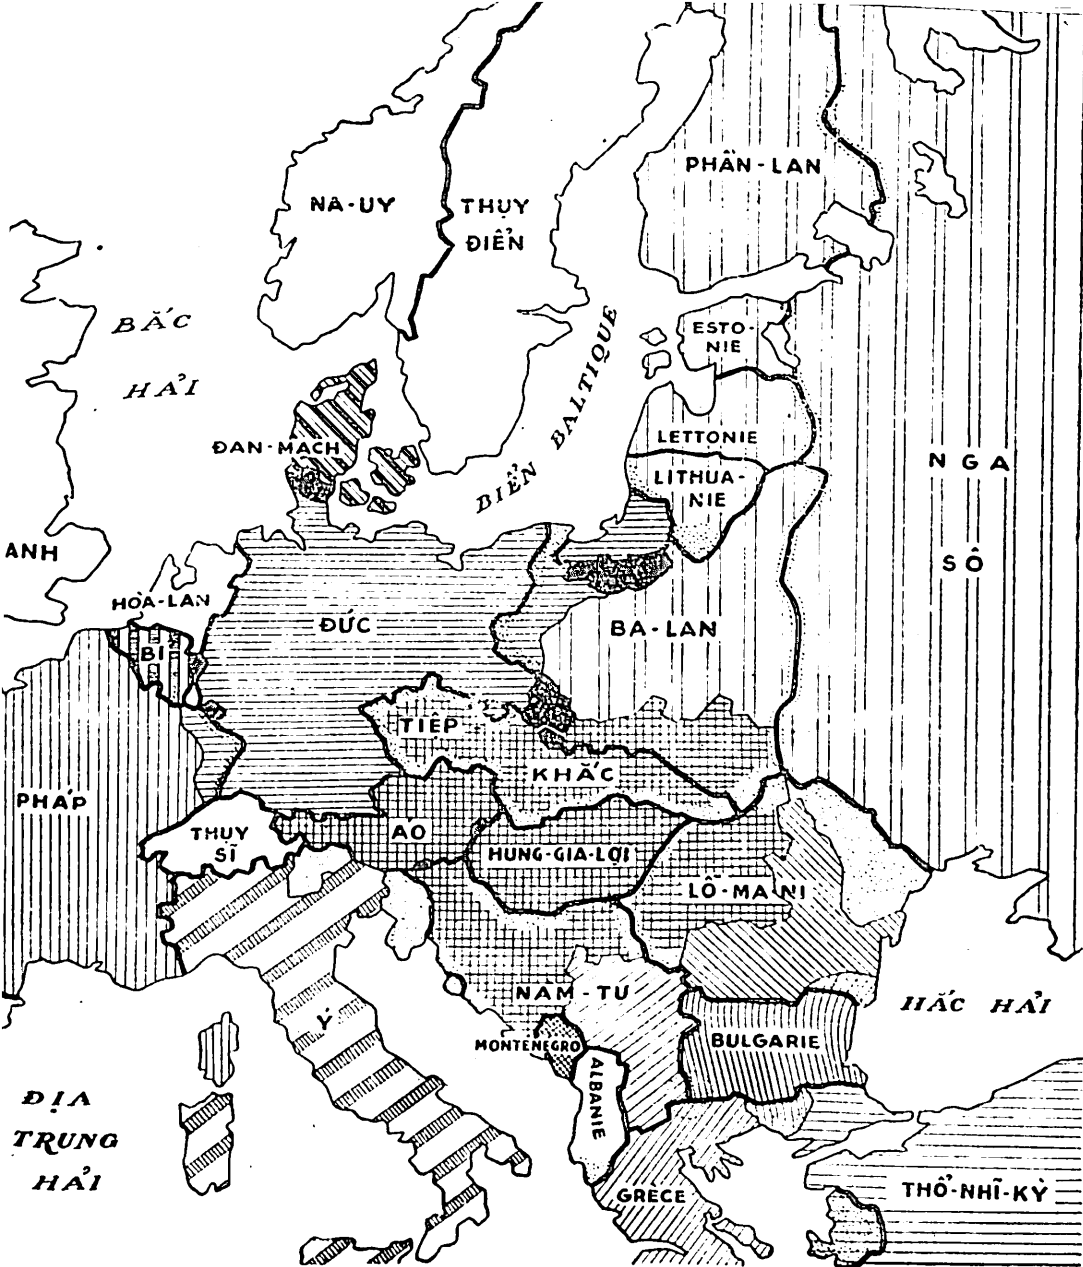 PHẦN-LAN
NA-UY
THỤY
ĐIỂN
BẮC
HẢI
BIỂN BALTIQUE
ESTO-
NIE
ĐAN-MẠCH
LETTONIE
LITHUA-
NIE
NGA
SÔ
ANH
HÒA-LAN
ĐỨC
BA-LAN
BỈ
TIỆP
KHẮC
PHÁP
THỤY
SĨ
ÁO
HUNG-GIA-LỢI
LỖ-MA-NI
NAM-TƯ
HẮC HẢI
Ý
MONTENEGRO
BULGARIE
ALBANIE
ĐỊA
TRUNG
HẢI
GRECE
THỔ-NHĨ-KỲ